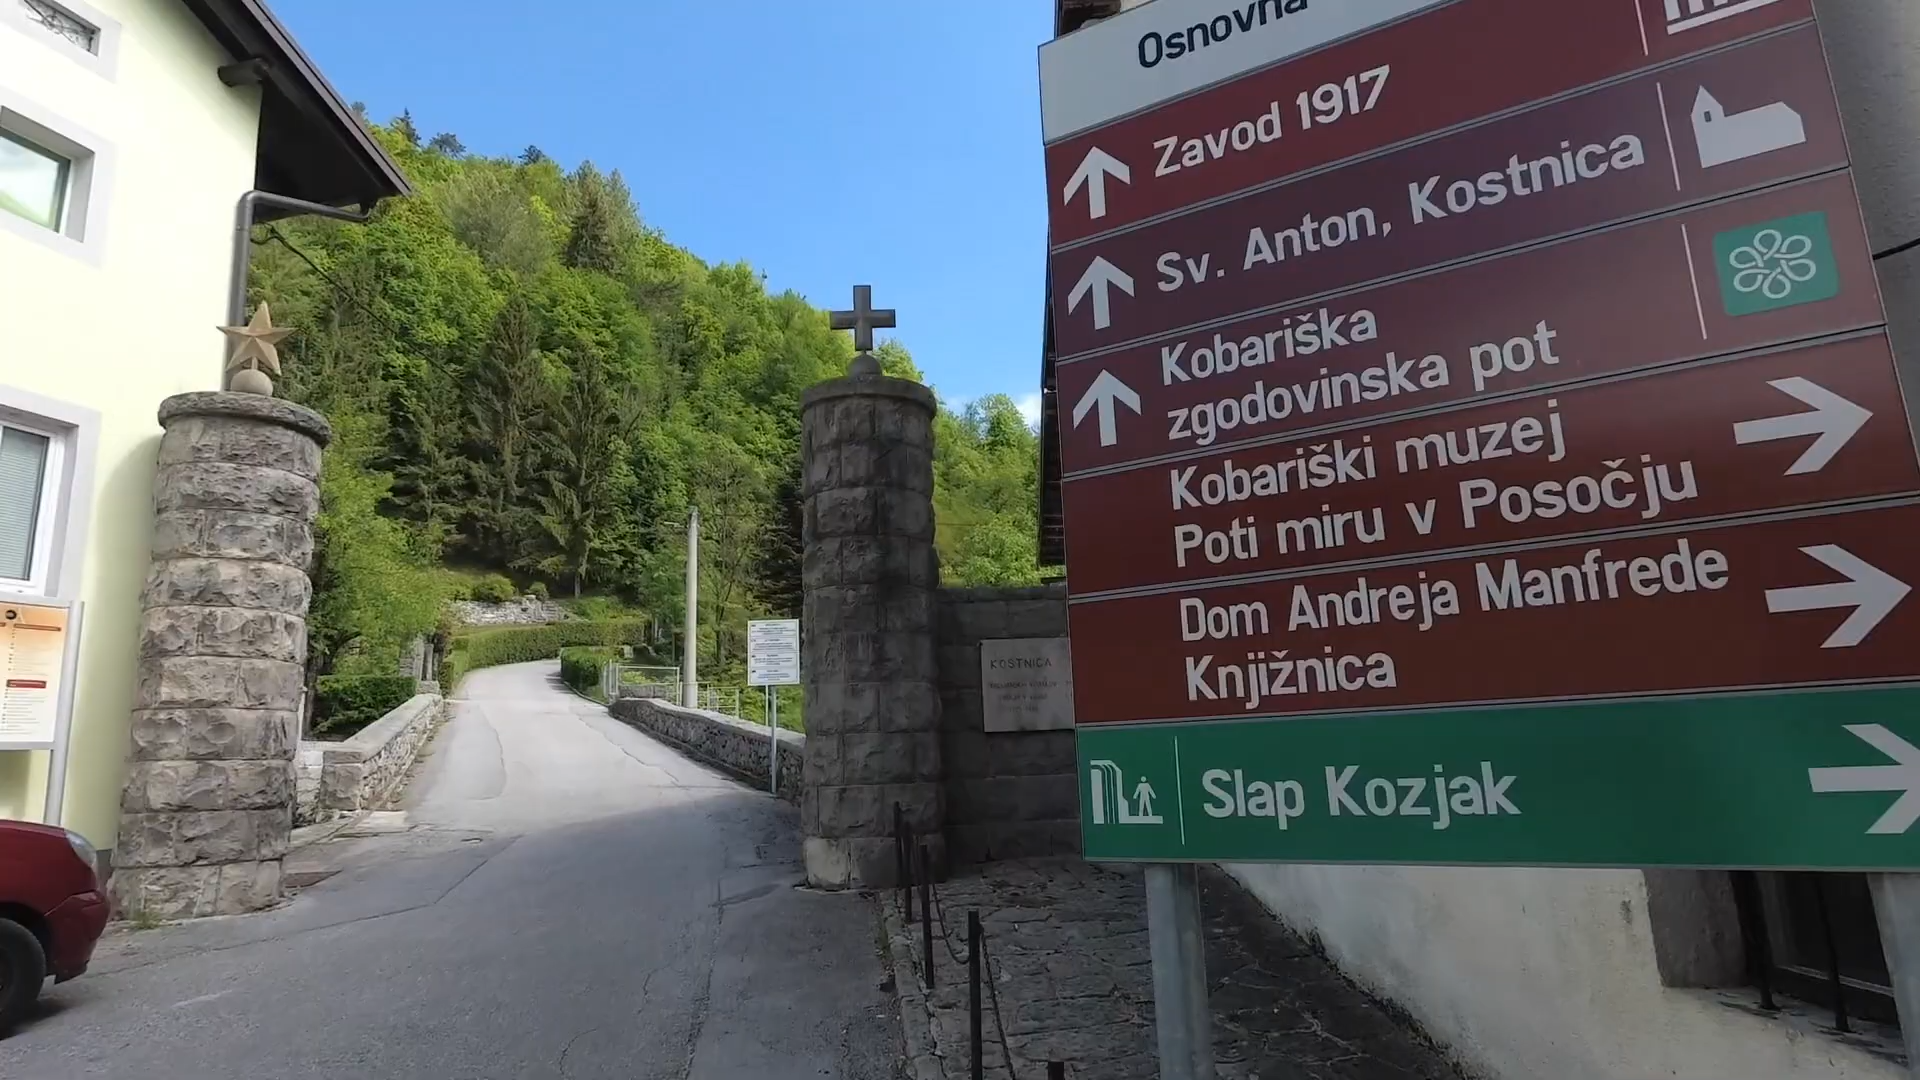 Osnovna
Zavod 1917
Sv. Anton, Kostnica
Kobariška
zgodovinska pot
Kobariški muzej
Poti miru v Posočju
Dom Andreja Manfrede
Knjižnica
Slap Kozjak
KOSTNICA